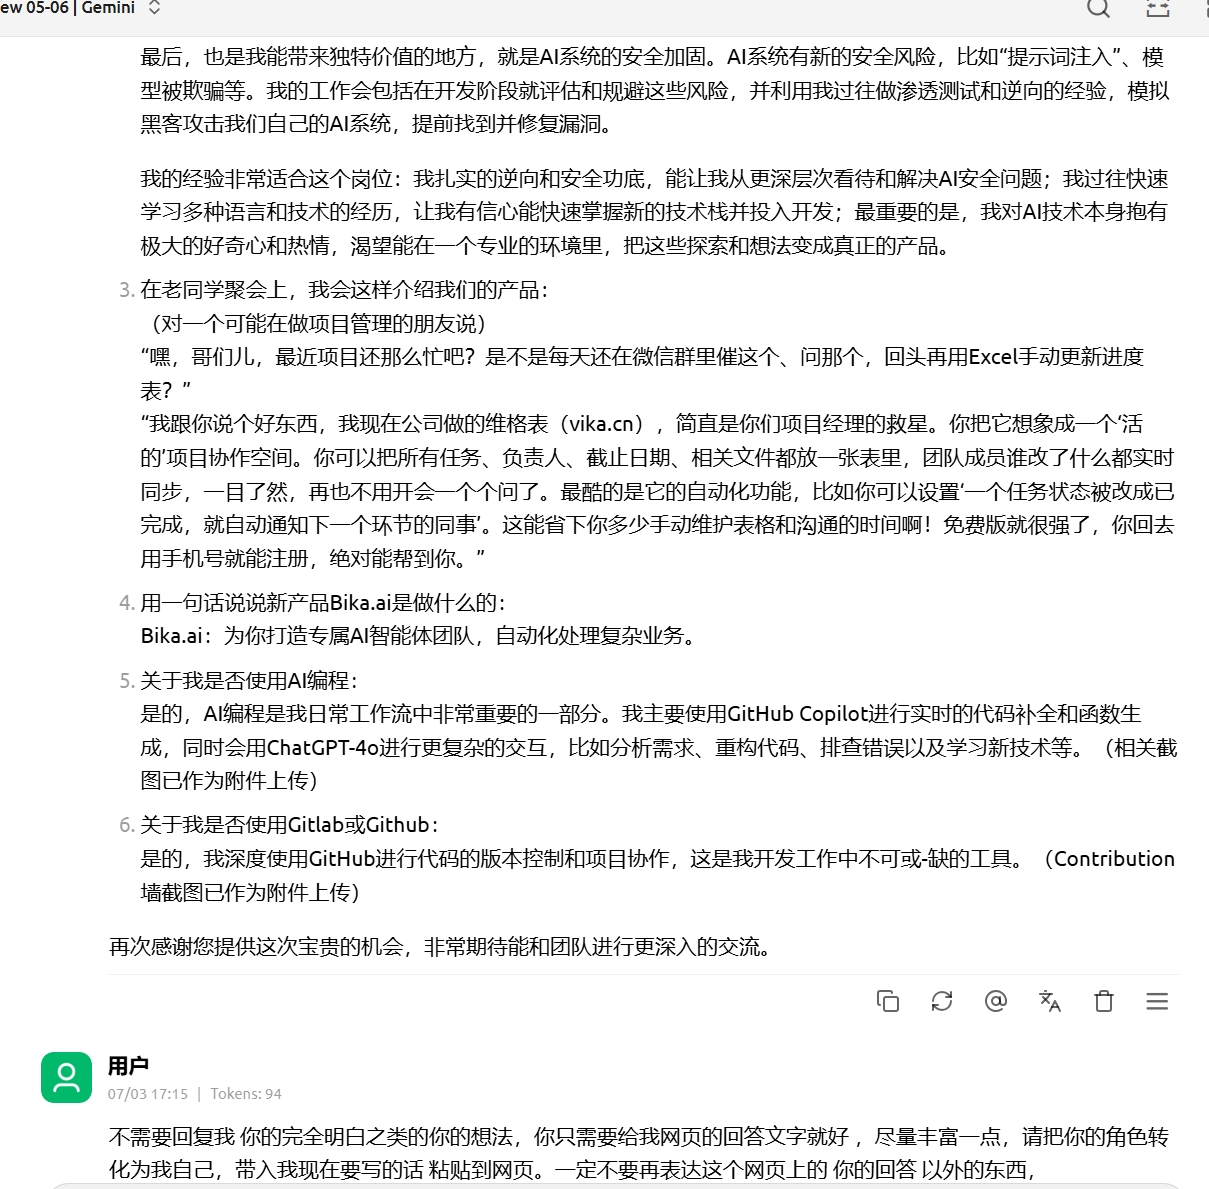 ew 05-06 | Gemini
最后，也是我能带来独特价值的地方，就是AI系统的安全加固。AI系统有新的安全风险，比如“提示词注入”、模
型被欺骗等。我的工作会包括在开发阶段就评估和规避这些风险，并利用我过往做渗透测试和逆向的经验，模拟
黑客攻击我们自己的AI系统，提前找到并修复漏洞。
我的经验非常适合这个岗位：我扎实的逆向和安全功底，能让我从更深层次看待和解决AI安全问题；我过往快速
学习多种语言和技术的经历，让我有信心能快速掌握新的技术栈并投入开发；最重要的是，我对AI技术本身抱有
极大的好奇心和热情，渴望能在一个专业的环境里，把这些探索和想法变成真正的产品。
3. 在老同学聚会上，我会这样介绍我们的产品：
（对一个可能在做项目管理的朋友说）
“嘿，哥们儿，最近项目还那么忙吧？是不是每天还在微信群里催这个、问那个，回头再用Excel手动更新进度
表？”
“我跟你说个好东西，我现在公司做的维格表（vika.cn），简直是你们项目经理的救星。你把它想象成一个‘活
的’项目协作空间。你可以把所有任务、负责人、截止日期、相关文件都放一张表里，团队成员谁改了什么都实时
同步，一目了然，再也不用开会一个个问了。最酷的是它的自动化功能，比如你可以设置‘一个任务状态被改成已
完成，就自动通知下一个环节的同事’。这能省下你多少手动维护表格和沟通的时间啊！免费版就很强了，你回去
用手机号就能注册，绝对能帮到你。”
4. 用一句话说说新产品Bika.ai是做什么的：
Bika.ai：为你打造专属AI智能体团队，自动化处理复杂业务。
5. 关于我是否使用AI编程：
是的，AI编程是我日常工作流中非常重要的一部分。我主要使用GitHub Copilot进行实时的代码补全和函数生
成，同时会用ChatGPT-4o进行更复杂的交互，比如分析需求、重构代码、排查错误以及学习新技术等。（相关截
图已作为附件上传）
6. 关于我是否使用Gitlab或Github：
是的，我深度使用GitHub进行代码的版本控制和项目协作，这是我开发工作中不可或-缺的工具。（Contribution
墙截图已作为附件上传）
再次感谢您提供这次宝贵的机会，非常期待能和团队进行更深入的交流。
用户
07/03 17:15 | Tokens: 94
不需要回复我 你的完全明白之类的你的想法，你只需要给我网页的回答文字就好 ，尽量丰富一点，请把你的角色转
化为我自己，带入我现在要写的话 粘贴到网页。一定不要再表达这个网页上的 你的回答 以外的东西，